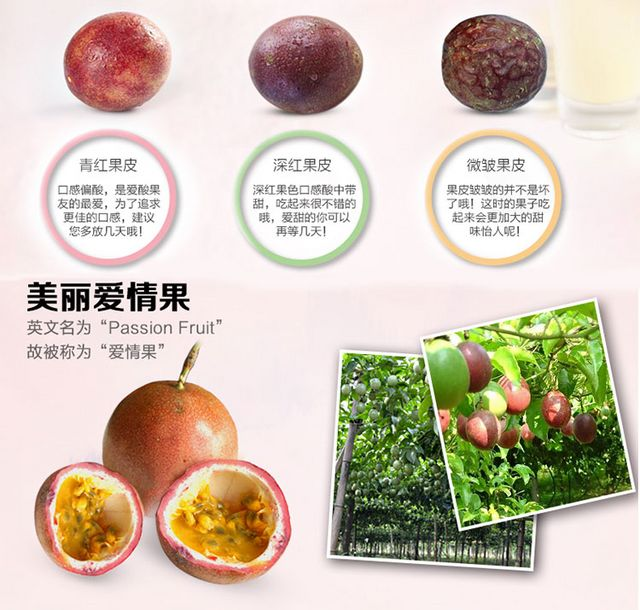 青红果皮
口感偏酸，是爱酸果
友的最爱，为了追求
更佳的口感，建议
您多放几天哦！
深红果皮
深红果色口感酸中带
甜，吃起来很不错的
哦，爱甜的你可以
再等几天！
微皱果皮
果皮皱皱的并不是坏
了哦！这时的果子吃
起来会更加大的甜
味怡人呢！
美丽爱情果
英文名为“Passion Fruit”
故被称为“爱情果”